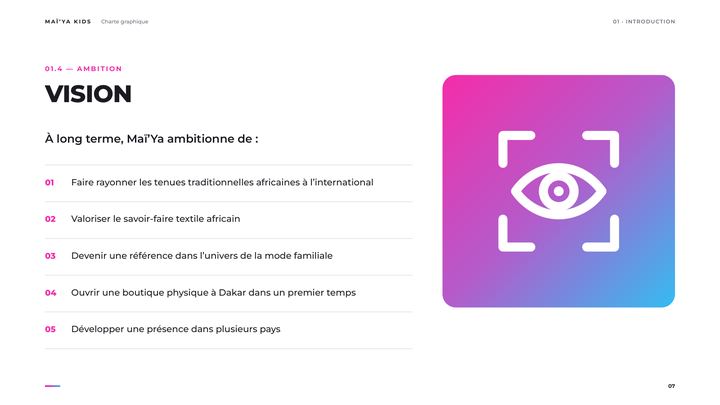 MAÏ'YA KIDS Charte graphique
01 - INTRODUCTION
01.4 — AMBITION
VISION
À long terme, Maï'Ya ambitionne de :
01 Faire rayonner les tenues traditionnelles africaines à l'international
02 Valoriser le savoir-faire textile africain
03 Devenir une référence dans l'univers de la mode familiale
04 Ouvrir une boutique physique à Dakar dans un premier temps
05 Développer une présence dans plusieurs pays
07